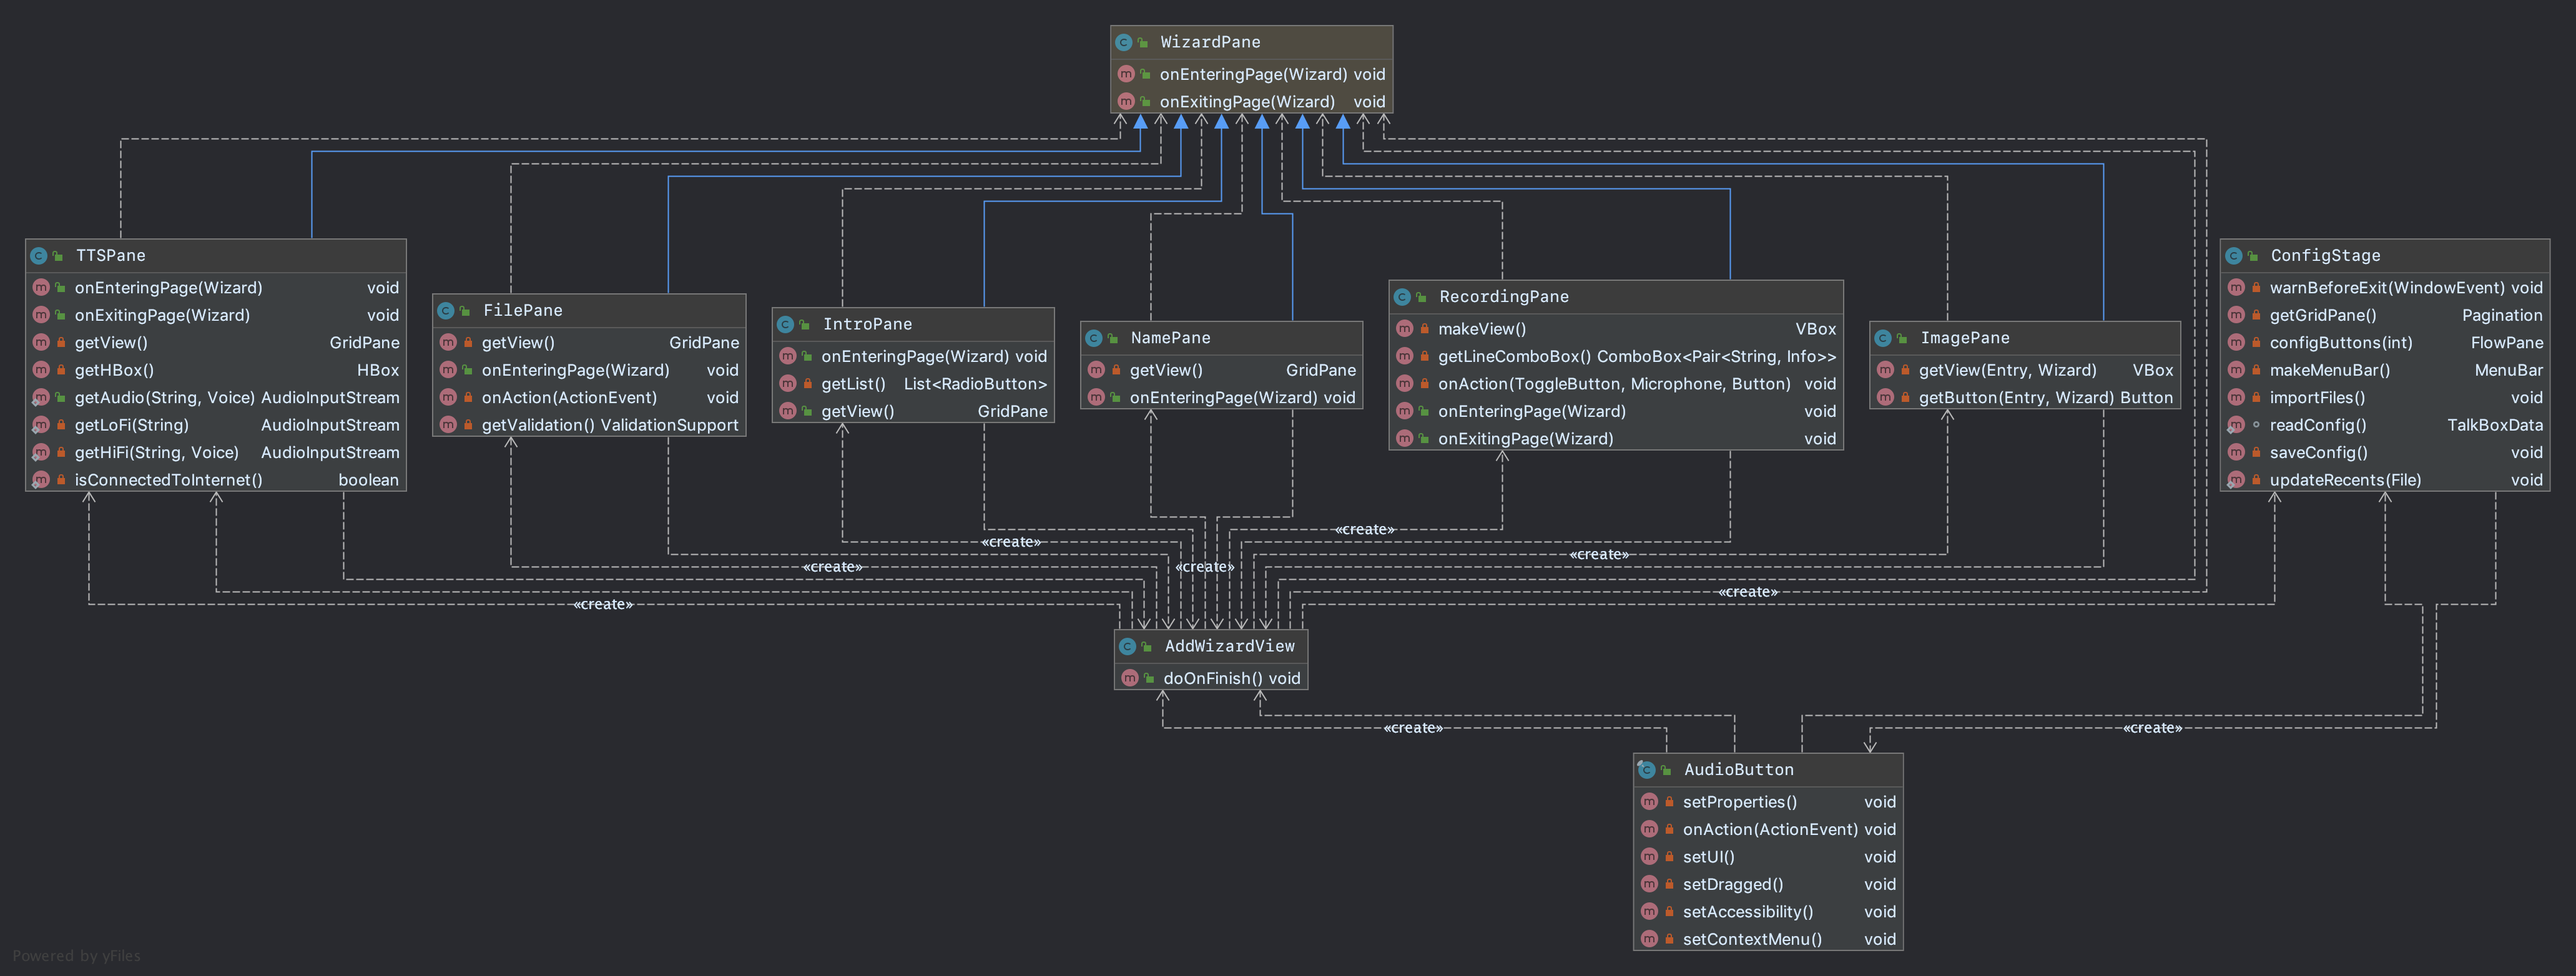 WizardPane
onEnteringPage(Wizard) void
onExitingPage(Wizard) void
TTSPane
onEnteringPage(Wizard) void
onExitingPage(Wizard) void
getView() GridPane
getHBox() HBox
getAudio(String, Voice) AudioInputStream
getLoFi(String) AudioInputStream
getHiFi(String, Voice) AudioInputStream
isConnectedToInternet() boolean
FilePane
getView() GridPane
onEnteringPage(Wizard) void
onAction(ActionEvent) void
getValidation() ValidationSupport
IntroPane
onEnteringPage(Wizard) void
getList() List<RadioButton>
getView() GridPane
NamePane
getView() GridPane
onEnteringPage(Wizard) void
RecordingPane
makeView() VBox
getLineComboBox() ComboBox<Pair<String, Info>>
onAction(ToggleButton, Microphone, Button) void
onEnteringPage(Wizard) void
onExitingPage(Wizard) void
ImagePane
getView(Entry, Wizard) VBox
getButton(Entry, Wizard) Button
ConfigStage
warnBeforeExit(WindowEvent) void
getGridPane() Pagination
configButtons(int) FlowPane
makeMenuBar() MenuBar
importFiles() void
readConfig() TalkBoxData
saveConfig() void
updateRecents(File) void
«create»
«create»
«create»
«create»
«create»
«create»
«create»
AddWizardView
doOnFinish() void
«create»
«create»
AudioButton
setProperties() void
onAction(ActionEvent) void
setUI() void
setDragged() void
setAccessibility() void
setContextMenu() void
Powered by yFiles